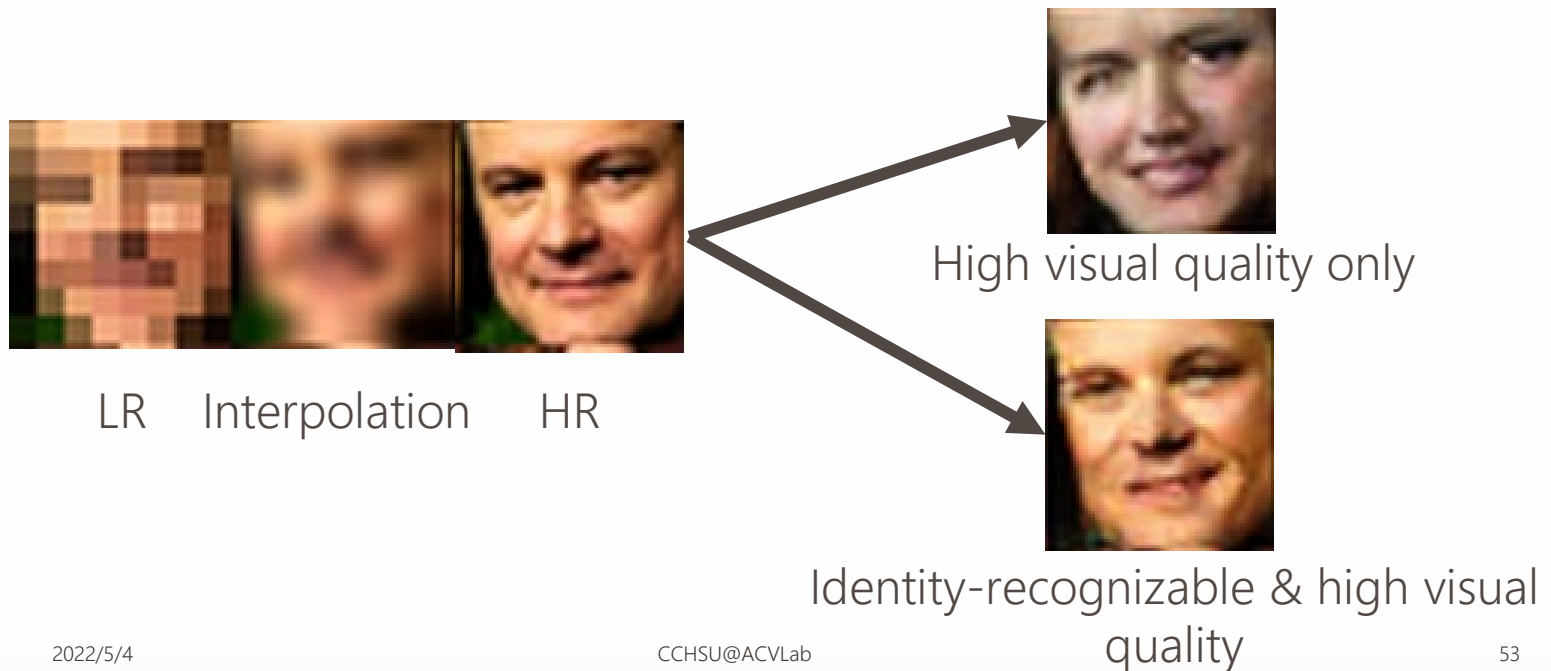 High visual quality only
LR Interpolation HR
Identity-recognizable & high visual
quality
2022/5/4 CCHSU@ACVLab 53